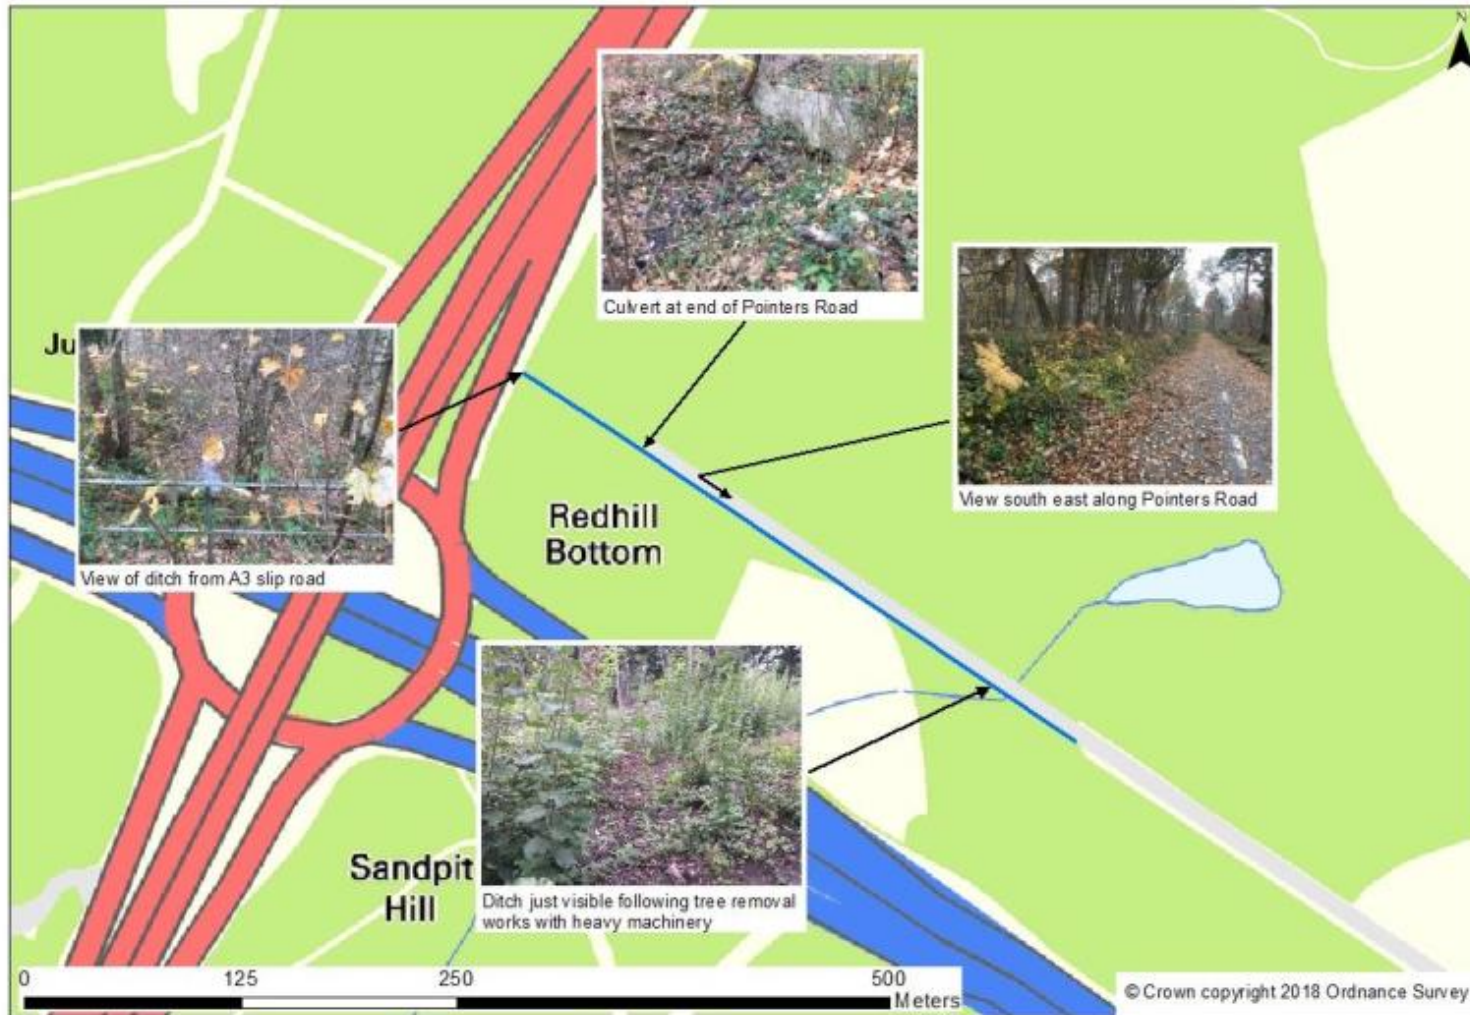 N
Culvert at end of Pointers Road
Ju
View south east along Pointers Road
Redhill
Bottom
View of ditch from A3 slip road
Sandpit
Hill
Ditch just visible following tree removal
works with heavy machinery
0 125 250 500
Meters
© Crown copyright 2018 Ordnance Survey